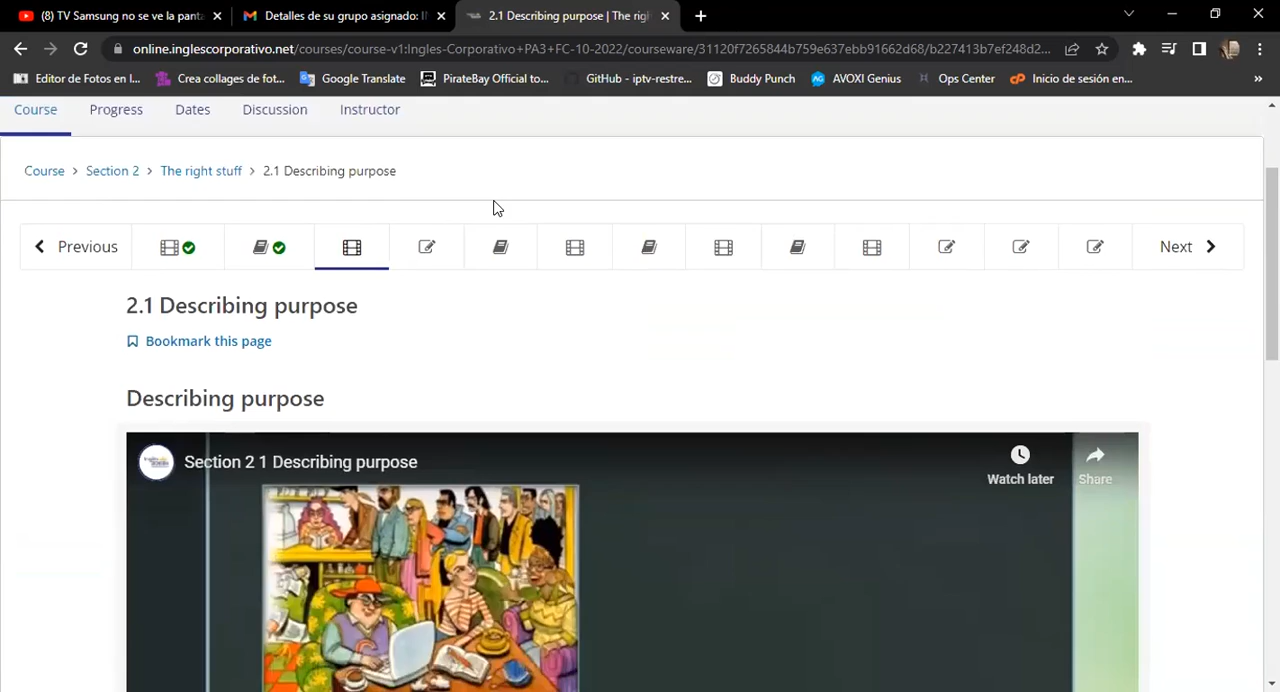 (8) TV Samsung no se ve la panta
Detalles de su grupo asignado: I
2.1 Describing purpose | The rig
online.inglescorporativo.net/courses/course-v1:Ingles-Corporativo+PA3+FC-10-2022/courseware/31120f7265844b759e637ebb91662d68/b227413b7ef248d2...
Editor de Fotos en l...
Crea collages de fot...
Google Translate
PirateBay Official to...
GitHub - iptv-restre...
Buddy Punch
AVOXI Genius
Ops Center
Inicio de sesión en...
»
Course
Progress
Dates
Discussion
Instructor
Course > Section 2 > The right stuff > 2.1 Describing purpose
Previous
Next
2.1 Describing purpose
Bookmark this page
Describing purpose
Section 2 1 Describing purpose
Watch later
Share